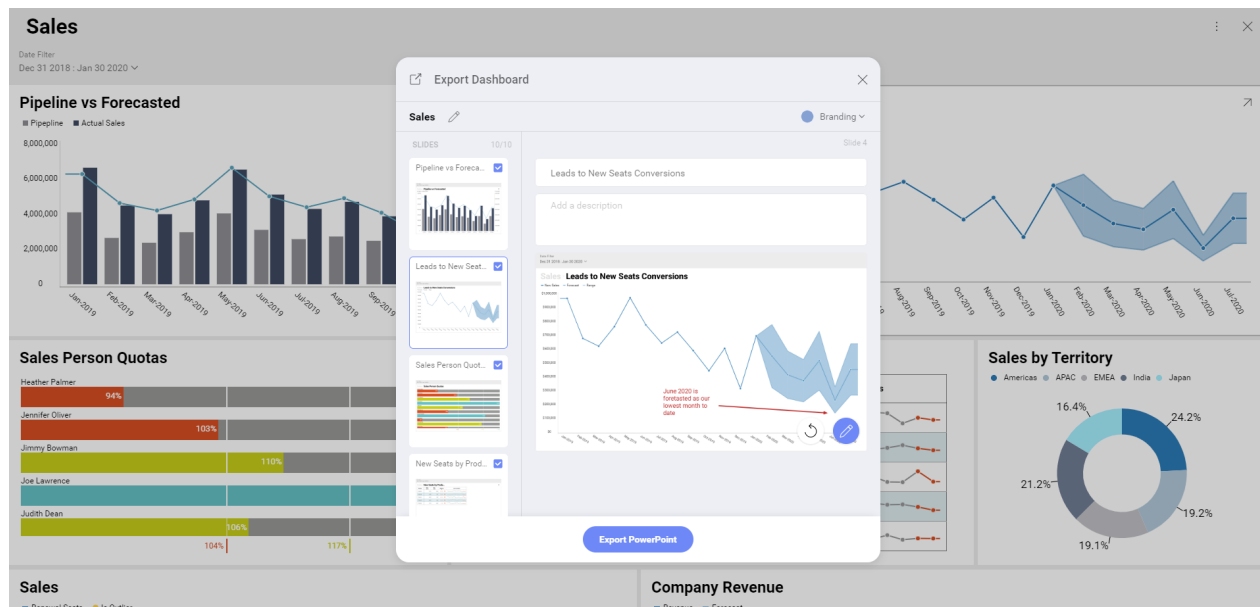 Sales
Date Filter
Dec 31 2018 : Jan 30 2020
Pipeline vs Forecasted
Pipepline
Actual Sales
8,000,000
6,000,000
4,000,000
2,000,000
0
Jan-2019
Feb-2019
Mar-2019
Apr-2019
May-2019
Jun-2019
Jul-2019
Aug-2019
Sep-2019
Export Dashboard
Sales
Branding
SLIDES
10/10
Slide 4
Pipeline vs Foreca...
Leads to New Seat...
Sales Person Quot...
New Seats by Prod...
Leads to New Seats Conversions
Add a description
Sales
Leads to New Seats Conversions
June 2020 is
foretasted as our
lowest month to
date
Export PowerPoint
Aug-2019
Sep-2019
Oct-2019
Nov-2019
Dec-2019
Jan-2020
Feb-2020
Mar-2020
Apr-2020
May-2020
Jun-2020
Jul-2020
Sales Person Quotas
Heather Palmer
94%
Jennifer Oliver
103%
Jimmy Bowman
110%
Joe Lawrence
Judith Dean
106%
104%
117%
Sales by Territory
Americas
APAC
EMEA
India
Japan
16.4%
24.2%
21.2%
19.2%
19.1%
Sales
Company Revenue